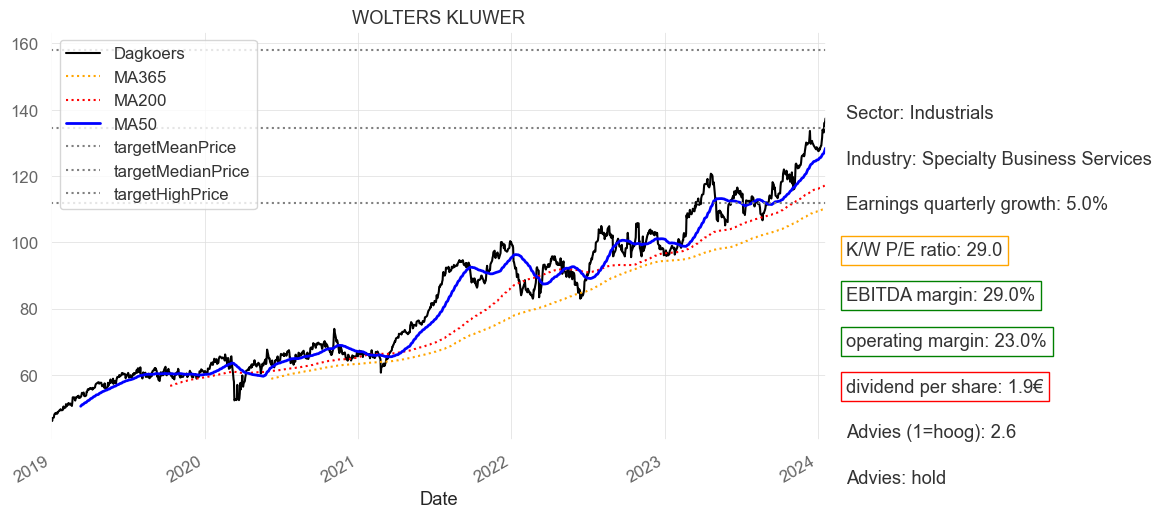 WOLTERS KLUWER
160
140
120
100
80
60
Dagkoers
MA365
MA200
MA50
targetMeanPrice
targetMedianPrice
targetHighPrice
2019
2020
2021
2022
2023
2024
Date
Sector: Industrials
Industry: Specialty Business Services
Earnings quarterly growth: 5.0%
K/W P/E ratio: 29.0
EBITDA margin: 29.0%
operating margin: 23.0%
dividend per share: 1.9€
Advies (1=hoog): 2.6
Advies: hold